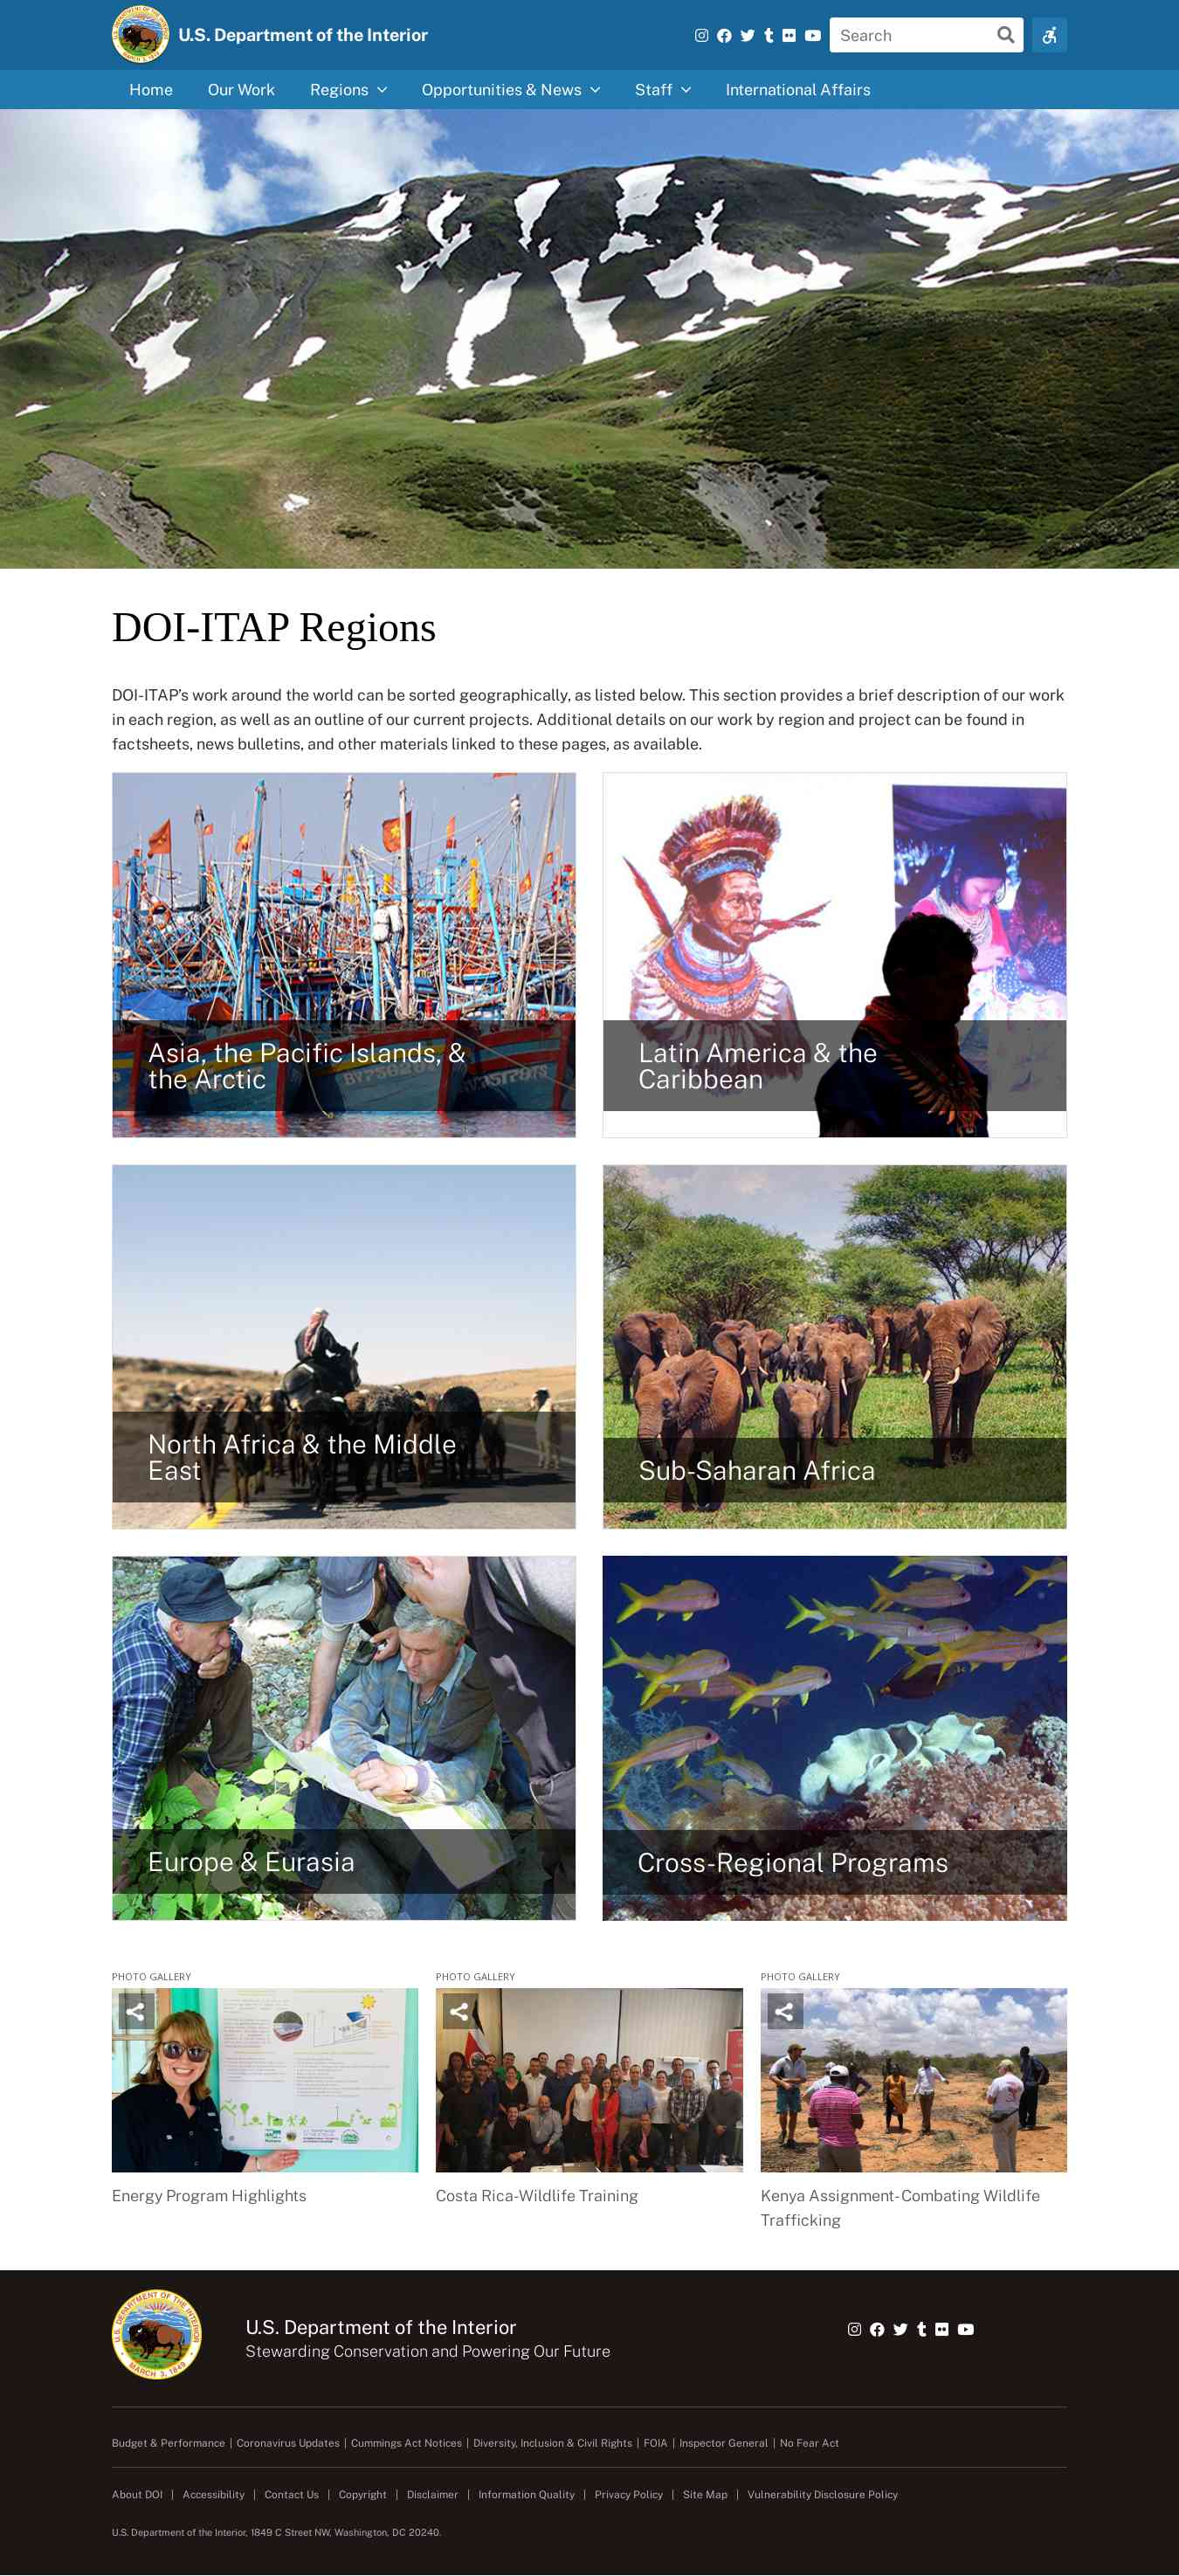 U.S. Department of the Interior
Search
Home
Our Work
Regions
Opportunities & News
Staff
International Affairs
DOI-ITAP Regions
DOI-ITAP’s work around the world can be sorted geographically, as listed below. This section provides a brief description of our work
in each region, as well as an outline of our current projects. Additional details on our work by region and project can be found in
factsheets, news bulletins, and other materials linked to these pages, as available.
Asia, the Pacific Islands, &
the Arctic
Latin America & the
Caribbean
North Africa & the Middle
East
Sub-Saharan Africa
Europe & Eurasia
Cross-Regional Programs
PHOTO GALLERY
Energy Program Highlights
PHOTO GALLERY
Costa Rica-Wildlife Training
PHOTO GALLERY
Kenya Assignment-Combating Wildlife
Trafficking
U.S. DEPARTMENT OF THE INTERIOR
MARCH 3, 1849
U.S. Department of the Interior
Stewarding Conservation and Powering Our Future
Budget & Performance | Coronavirus Updates | Cummings Act Notices | Diversity, Inclusion & Civil Rights | FOIA | Inspector General | No Fear Act
About DOI | Accessibility | Contact Us | Copyright | Disclaimer | Information Quality | Privacy Policy | Site Map | Vulnerability Disclosure Policy
U.S. Department of the Interior, 1849 C Street NW, Washington, DC 20240.